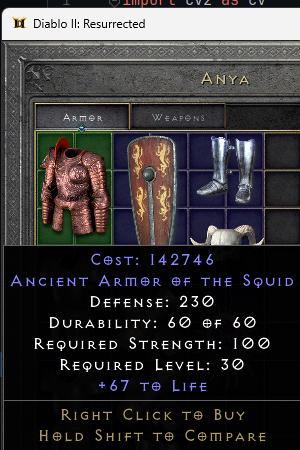 import cv2 as cv
Diablo II: Resurrected
Anya
Armor
Weapons
Cost: 142746
Ancient Armor of the Squid
Defense: 230
Durability: 60 of 60
Required Strength: 100
Required Level: 30
+67 to Life
Right Click to Buy
Hold Shift to Compare